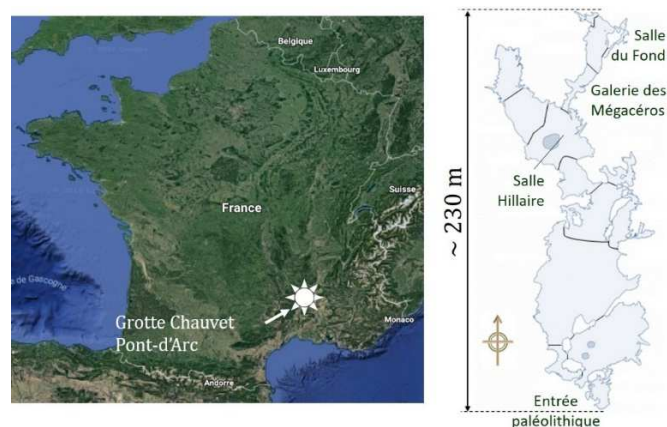 Belgique
Luxembourg
Suisse
France
de Gascogne
Grotte Chauvet
Pont-d'Arc
Monaco
Andorre
~ 230 m
Salle
du Fond
Galerie des
Mégacéros
Salle
Hillaire
Entrée
paléolithique